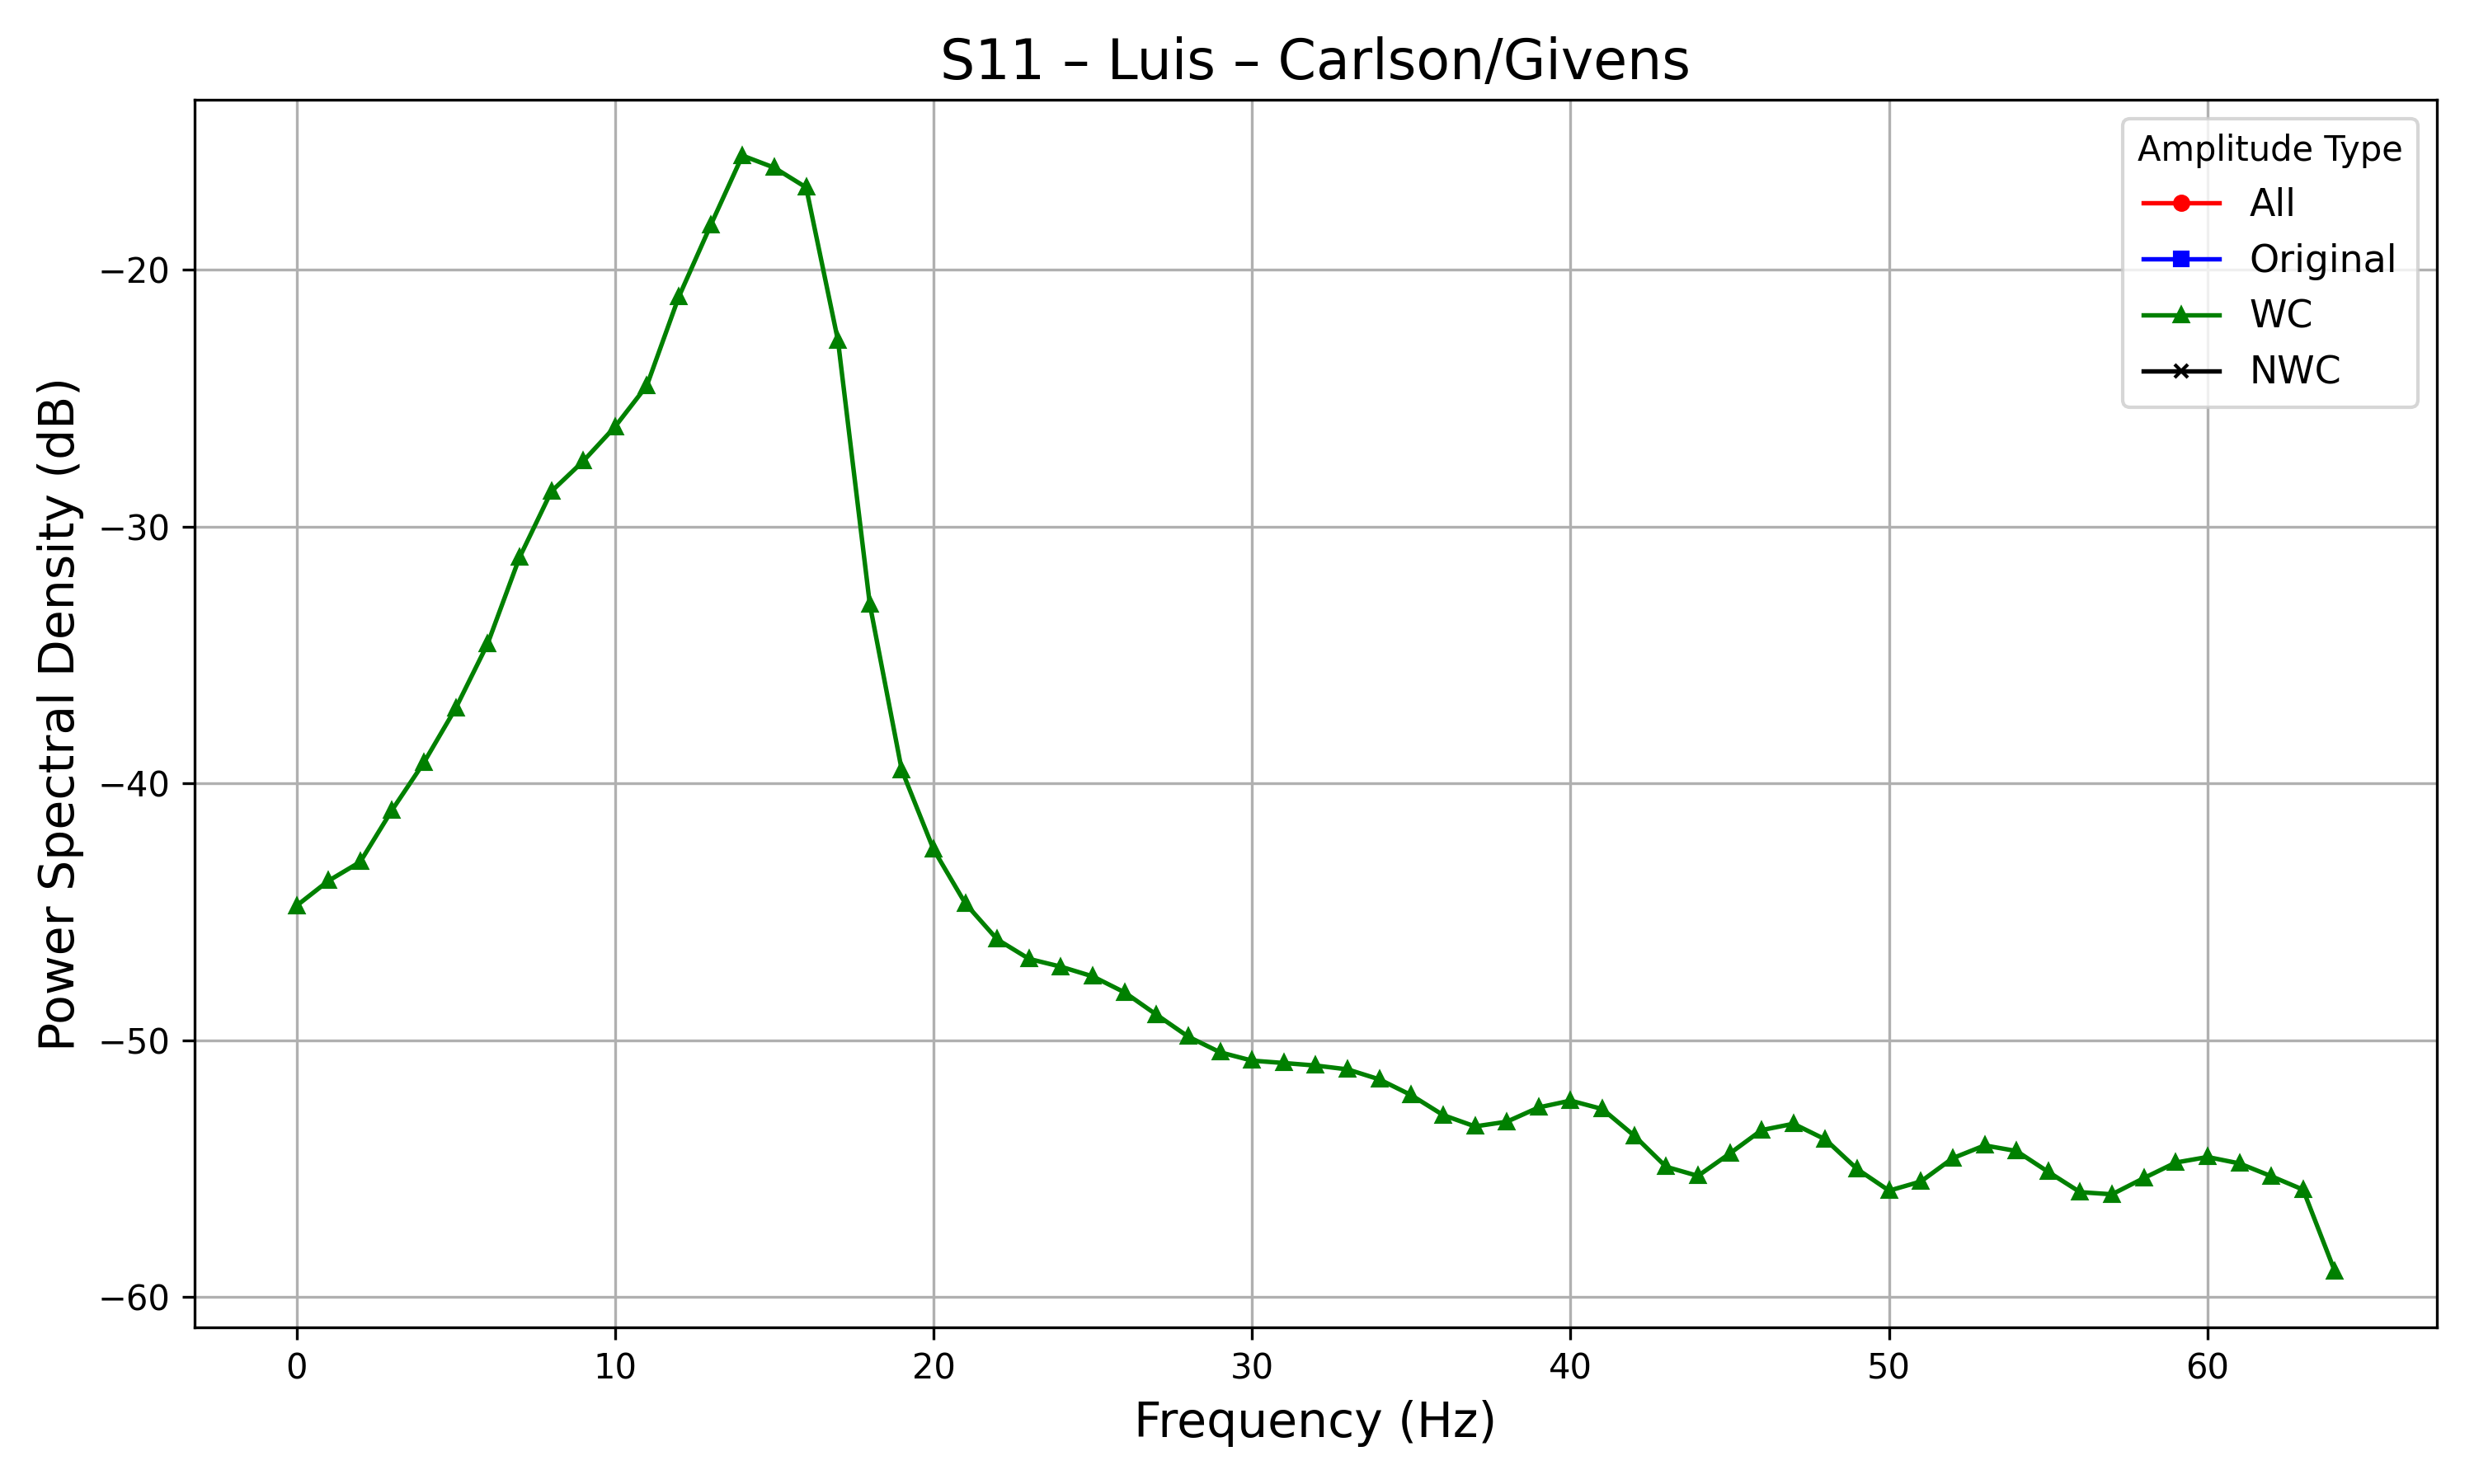 S11 – Luis – Carlson/Givens
Amplitude Type
All
Original
WC
NWC
Power Spectral Density (dB)
−20
−30
−40
−50
−60
0 10 20 30 40 50 60
Frequency (Hz)